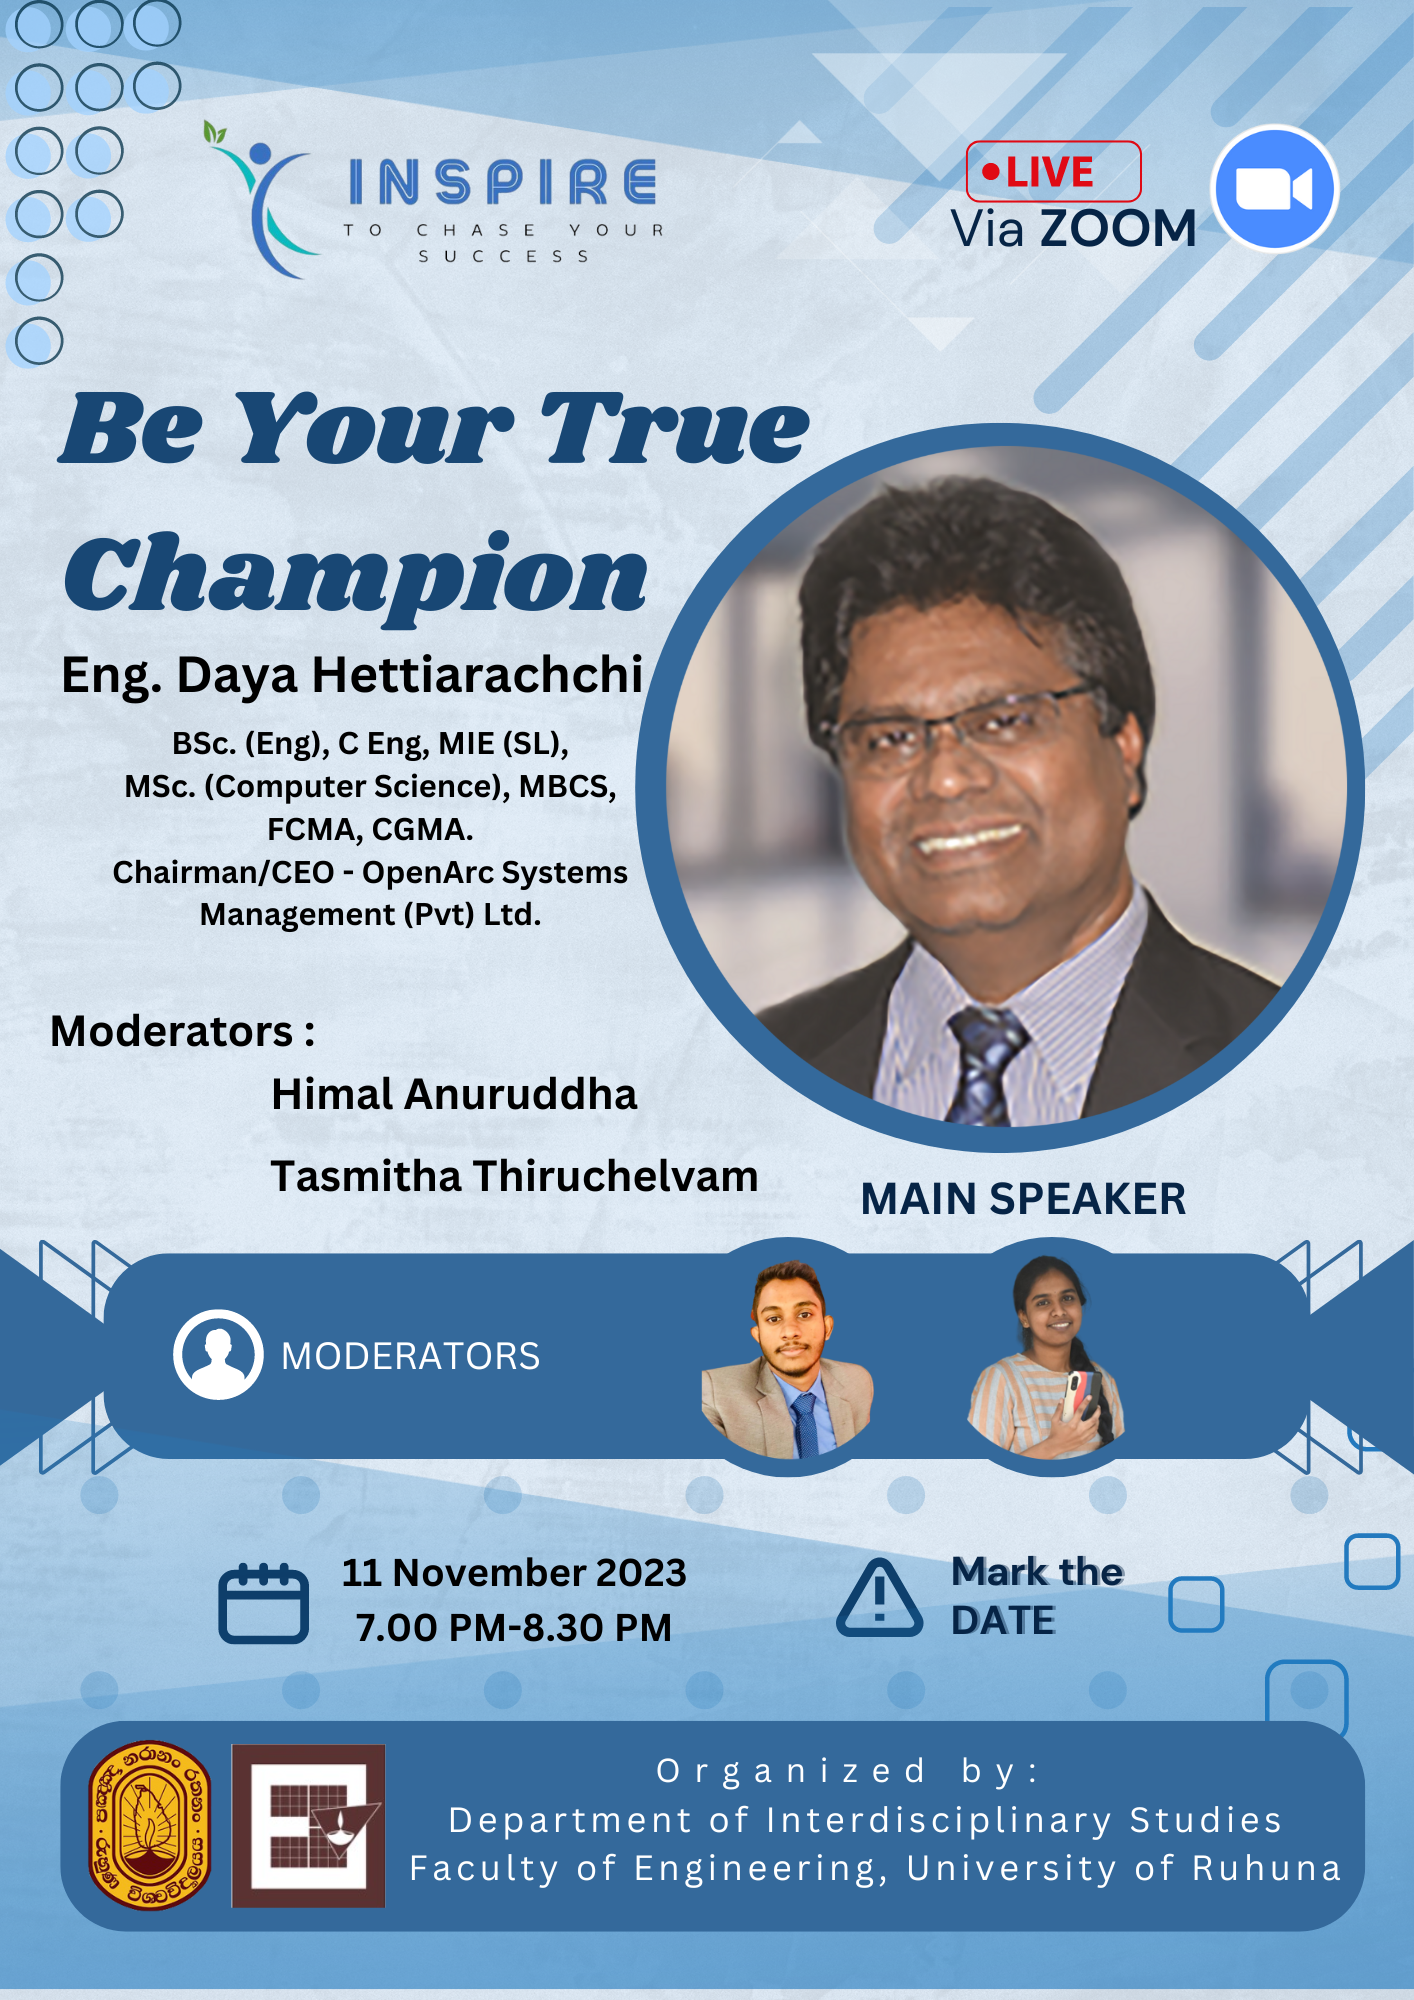 INSPIRE
TO CHASE YOUR
SUCCESS
LIVE
Via ZOOM
Be Your True
Champion
Eng. Daya Hettiarachchi
BSc. (Eng), C Eng, MIE (SL),
MSc. (Computer Science), MBCS,
FCMA, CGMA.
Chairman/CEO - OpenArc Systems
Management (Pvt) Ltd.
Moderators :
Himal Anuruddha
Tasmitha Thiruchelvam
MAIN SPEAKER
MODERATORS
11 November 2023
7.00 PM-8.30 PM
Mark the
DATE
Organized by:
Department of Interdisciplinary Studies
Faculty of Engineering, University of Ruhuna